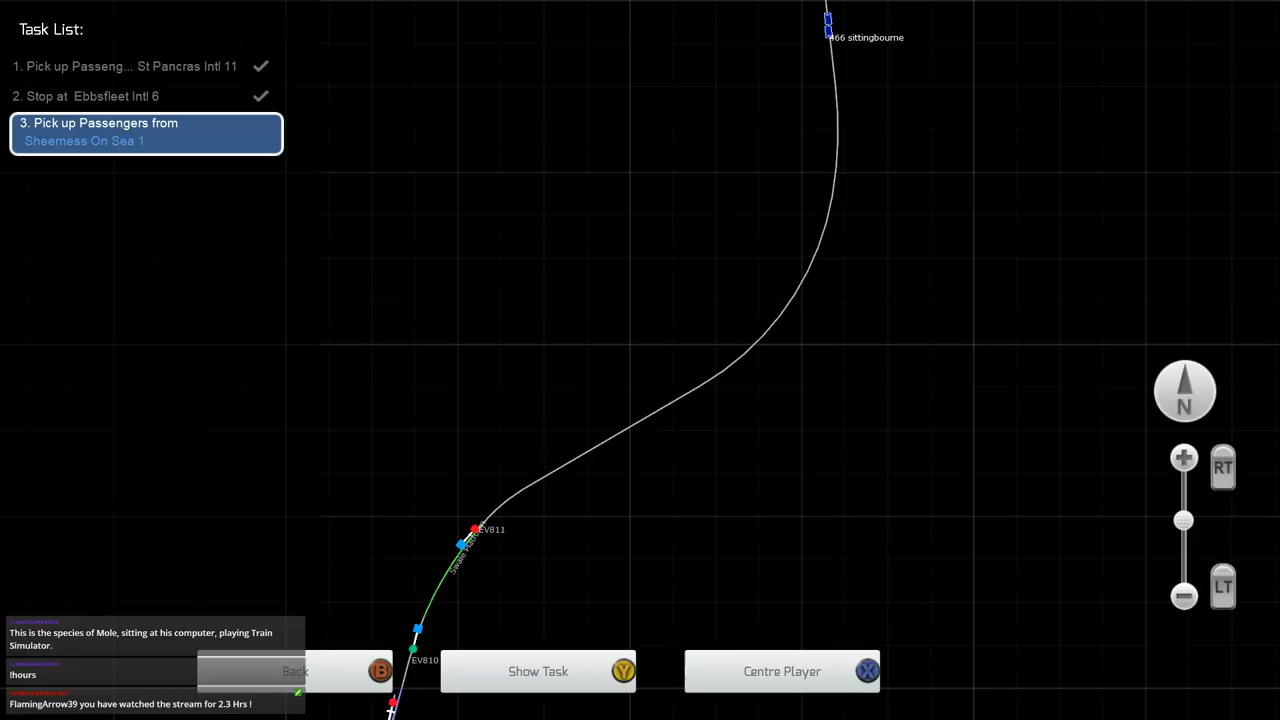 Task List:
1. Pick up Passeng... St Pancras Intl 11
2. Stop at Ebbsfleet Intl 6
3. Pick up Passengers from
Sheerness On Sea 1
466 sittingbourne
N
RT
LT
EV811
Swale
EV810
This is the species of Mole, sitting at his computer, playing Train
Simulator.
!hours
FlamingArrow39 you have watched the stream for 2.3 Hrs !
Back B
Show Task Y
Centre Player X